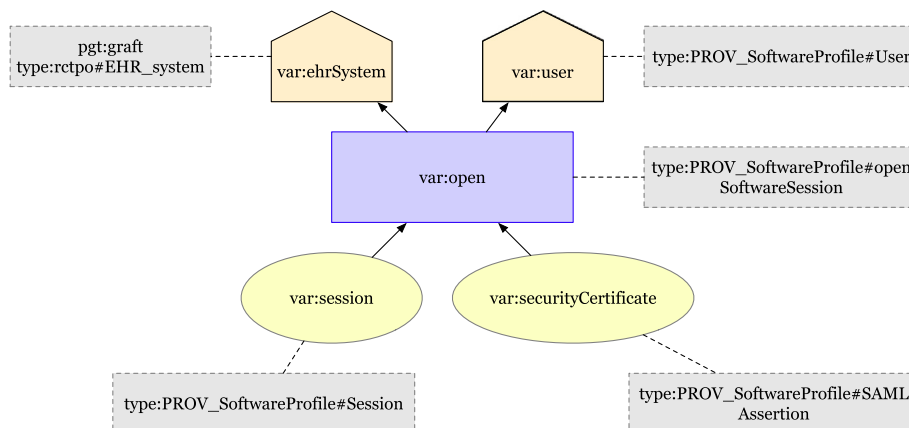 pgt:graft
type:rctpo#EHR_system
var:ehrSystem
var:user
type:PROV_SoftwareProfile#User
var:open
type:PROV_SoftwareProfile#open
SoftwareSession
var:session
var:securityCertificate
type:PROV_SoftwareProfile#Session
type:PROV_SoftwareProfile#SAML
Assertion